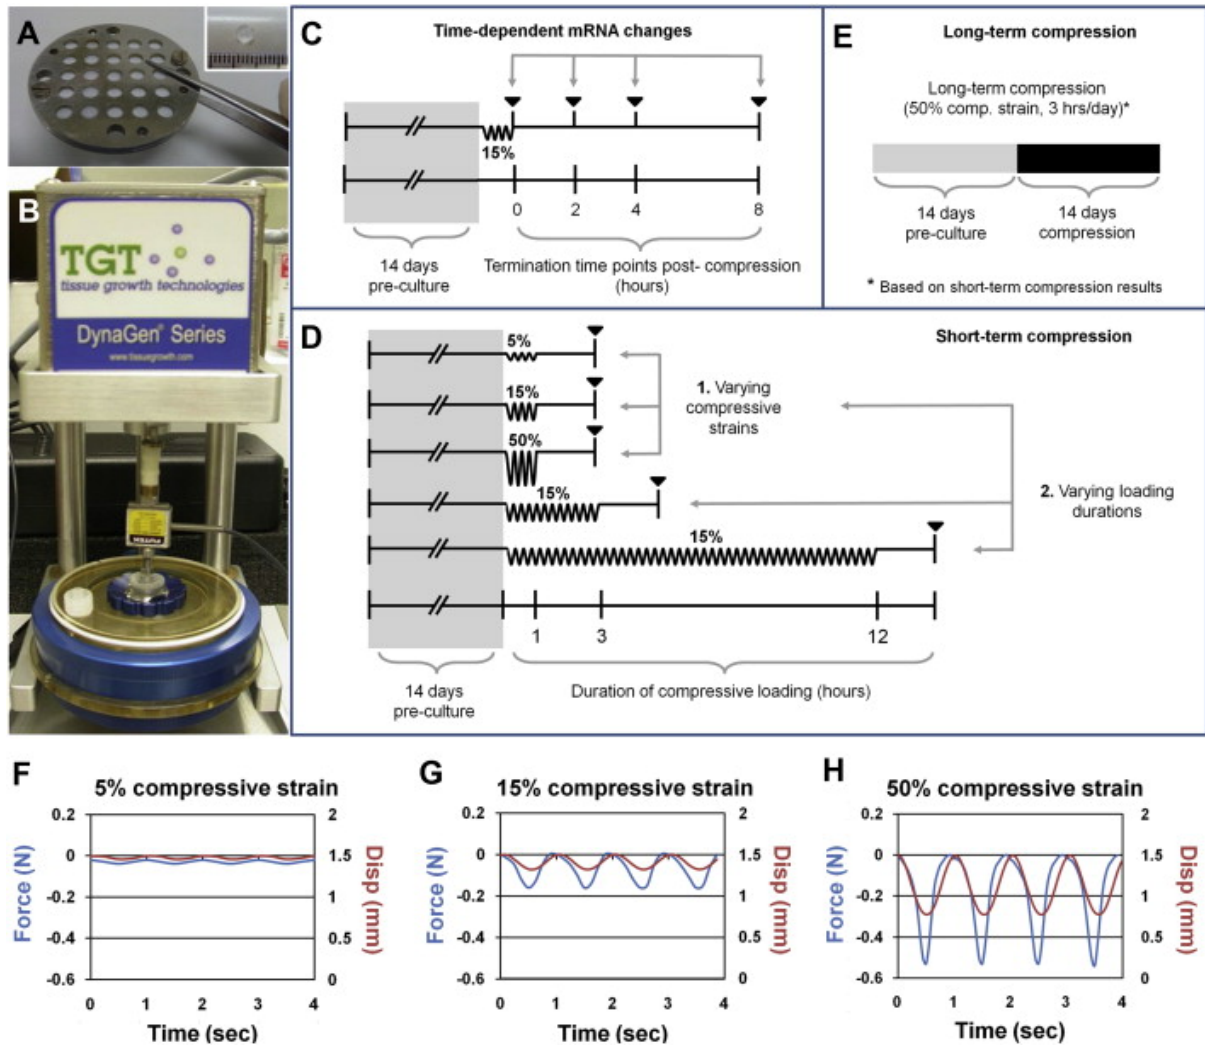 A
B
TGT
tissue growth technologies
DynaGen® Series
www.tissuegrowth.com
C
Time-dependent mRNA changes
15%
0
2
4
8
14 days
pre-culture
Termination time points post- compression
(hours)
E
Long-term compression
Long-term compression
(50% comp. strain, 3 hrs/day)*
14 days
pre-culture
14 days
compression
* Based on short-term compression results
D
Short-term compression
5%
15%
50%
15%
15%
1. Varying
compressive
strains
2. Varying loading
durations
1
3
12
14 days
pre-culture
Duration of compressive loading (hours)
F
5% compressive strain
Force (N)
0.2
0
-0.2
-0.4
-0.6
2
1.5
1
0.5
0
Disp (mm)
0 1 2 3 4
Time (sec)
G
15% compressive strain
Force (N)
0.2
0
-0.2
-0.4
-0.6
2
1.5
1
0.5
0
Disp (mm)
0 1 2 3 4
Time (sec)
H
50% compressive strain
Force (N)
0.2
0
-0.2
-0.4
-0.6
2
1.5
1
0.5
0
Disp (mm)
0 1 2 3 4
Time (sec)